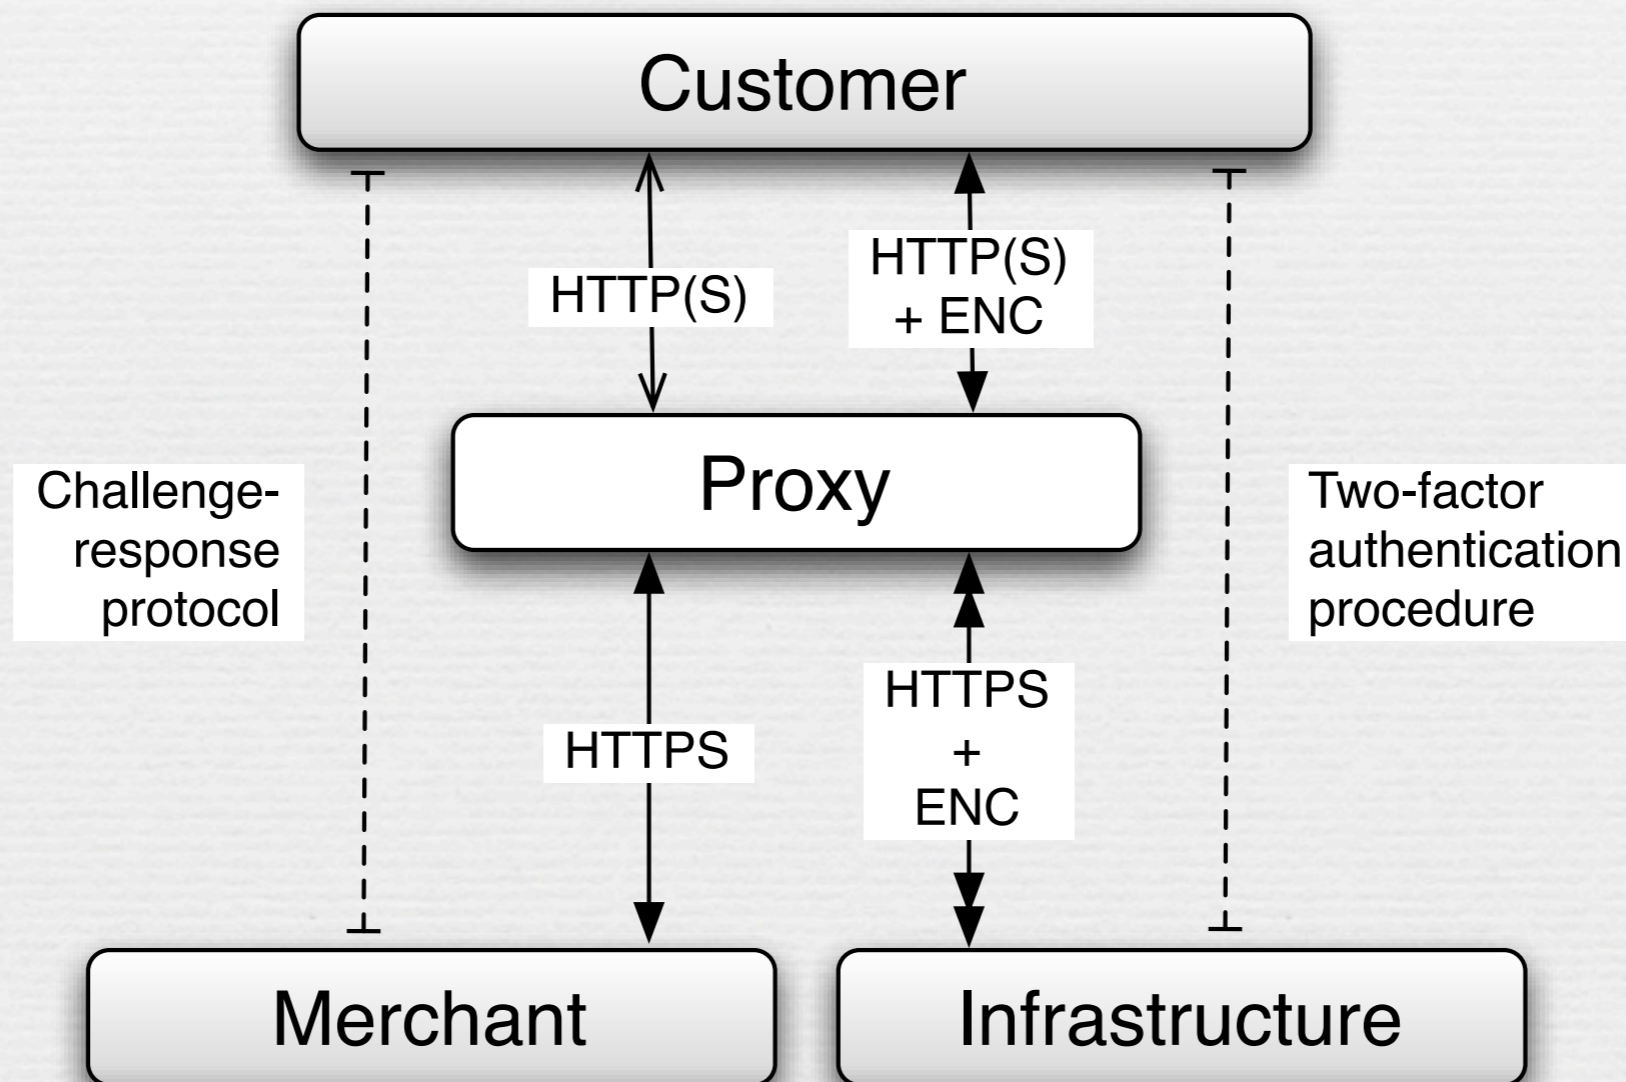 Customer
HTTP(S)
HTTP(S)
+ ENC
Proxy
Challenge-
response
protocol
Two-factor
authentication
procedure
HTTPS
HTTPS
+
ENC
Merchant
Infrastructure